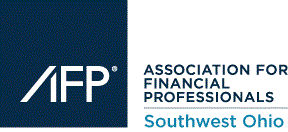 AFP®
ASSOCIATION FOR
FINANCIAL
PROFESSIONALS
Southwest Ohio